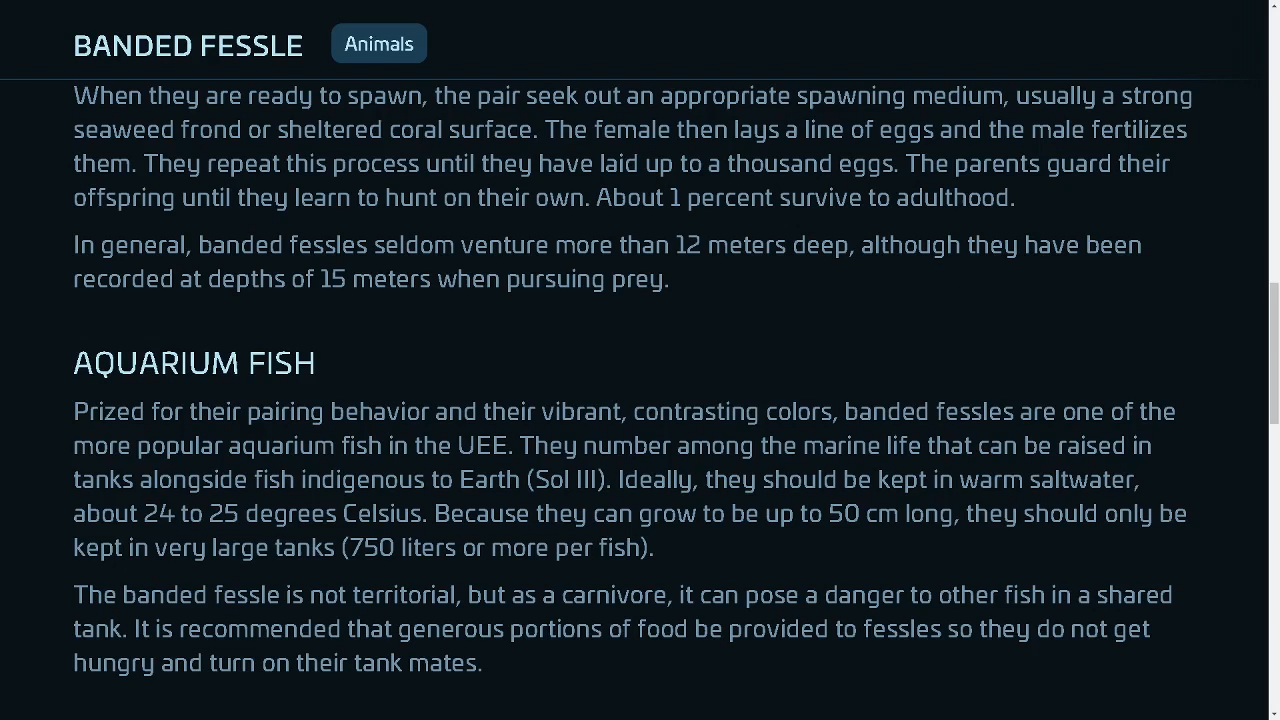 BANDED FESSLE
Animals
When they are ready to spawn, the pair seek out an appropriate spawning medium, usually a strong
seaweed frond or sheltered coral surface. The female then lays a line of eggs and the male fertilizes
them. They repeat this process until they have laid up to a thousand eggs. The parents guard their
offspring until they learn to hunt on their own. About 1 percent survive to adulthood.
In general, banded fessles seldom venture more than 12 meters deep, although they have been
recorded at depths of 15 meters when pursuing prey.
AQUARIUM FISH
Prized for their pairing behavior and their vibrant, contrasting colors, banded fessles are one of the
more popular aquarium fish in the UEE. They number among the marine life that can be raised in
tanks alongside fish indigenous to Earth (Sol III). Ideally, they should be kept in warm saltwater,
about 24 to 25 degrees Celsius. Because they can grow to be up to 50 cm long, they should only be
kept in very large tanks (750 liters or more per fish).
The banded fessle is not territorial, but as a carnivore, it can pose a danger to other fish in a shared
tank. It is recommended that generous portions of food be provided to fessles so they do not get
hungry and turn on their tank mates.